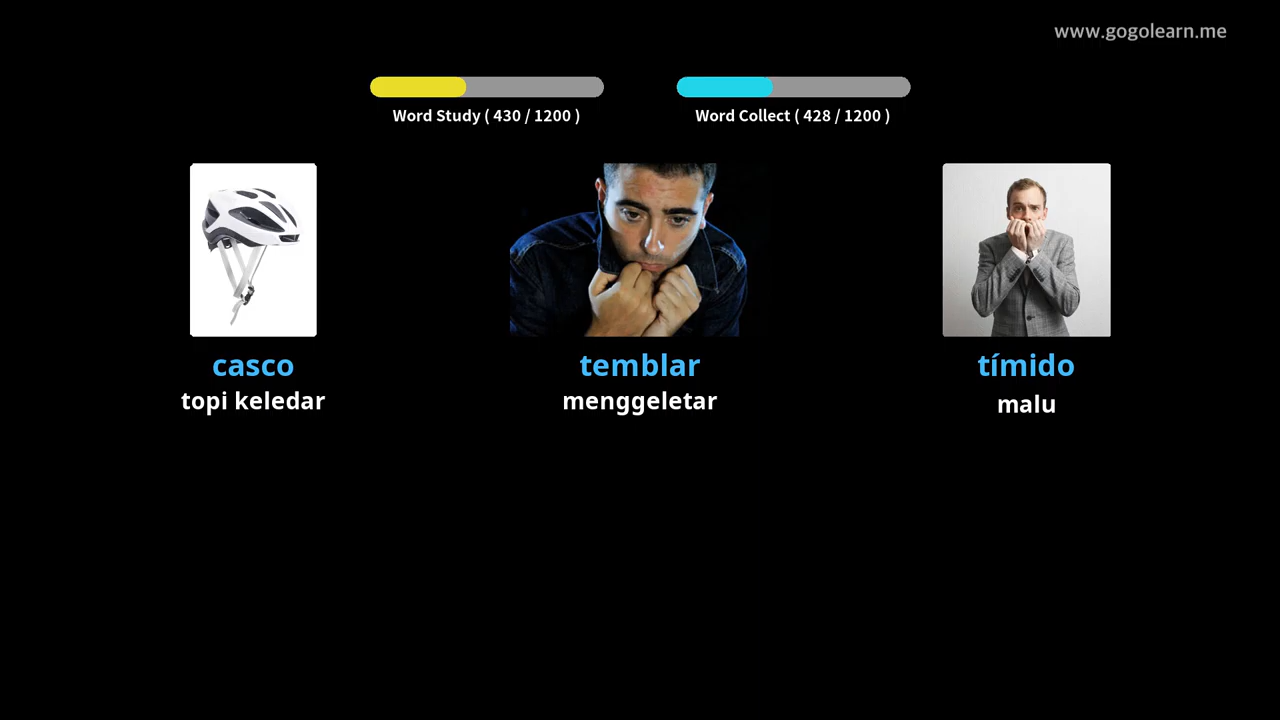 www.gogolearn.me
Word Study ( 430 / 1200 )
Word Collect ( 428 / 1200 )
casco
topi keledar
temblar
menggeletar
tímido
malu